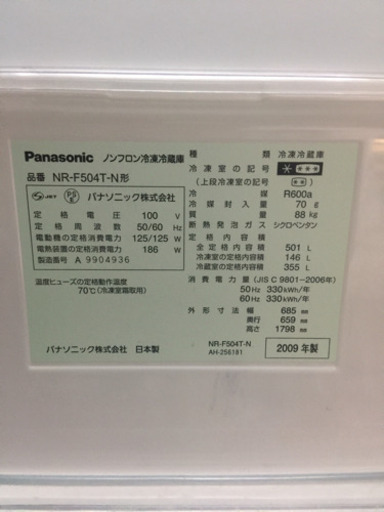 Panasonic ノンフロン冷凍冷蔵庫
品番 NR-F504T-N形
JET PSE パナソニック株式会社
定格電圧 100 V
定格周波数 50/60 Hz
電動機の定格消費電力 125/125 W
電熱装置の定格消費電力 186 W
製造番号 A 9904936
温度ヒューズの定格動作温度
70℃(冷凍室霜取用)
パナソニック株式会社 日本製
種類 冷凍冷蔵庫
冷凍室の記号 ****
(上段冷凍室の記号 **)
冷媒 R600a
冷媒封入量 70 g
質量 88 kg
断熱発泡ガス シクロペンタン
定格内容積
全定格内容積 501 L
冷凍室の定格内容積 146 L
冷蔵室の定格内容積 355 L
消費電力量(JIS C 9801-2006年)
50Hz 330kWh/年
60Hz 330kWh/年
外形寸法 幅 685 mm
奥行 659 mm
高さ 1798 mm
NR-F504T-N
AH-256181
2009年製